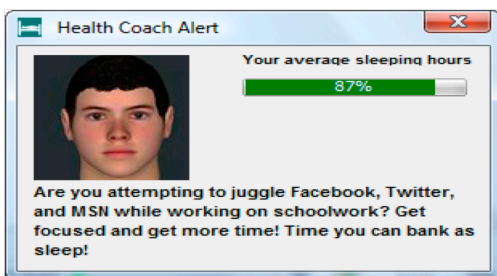 Health Coach Alert
Your average sleeping hours
87%
Are you attempting to juggle Facebook, Twitter,
and MSN while working on schoolwork? Get
focused and get more time! Time you can bank as
sleep!